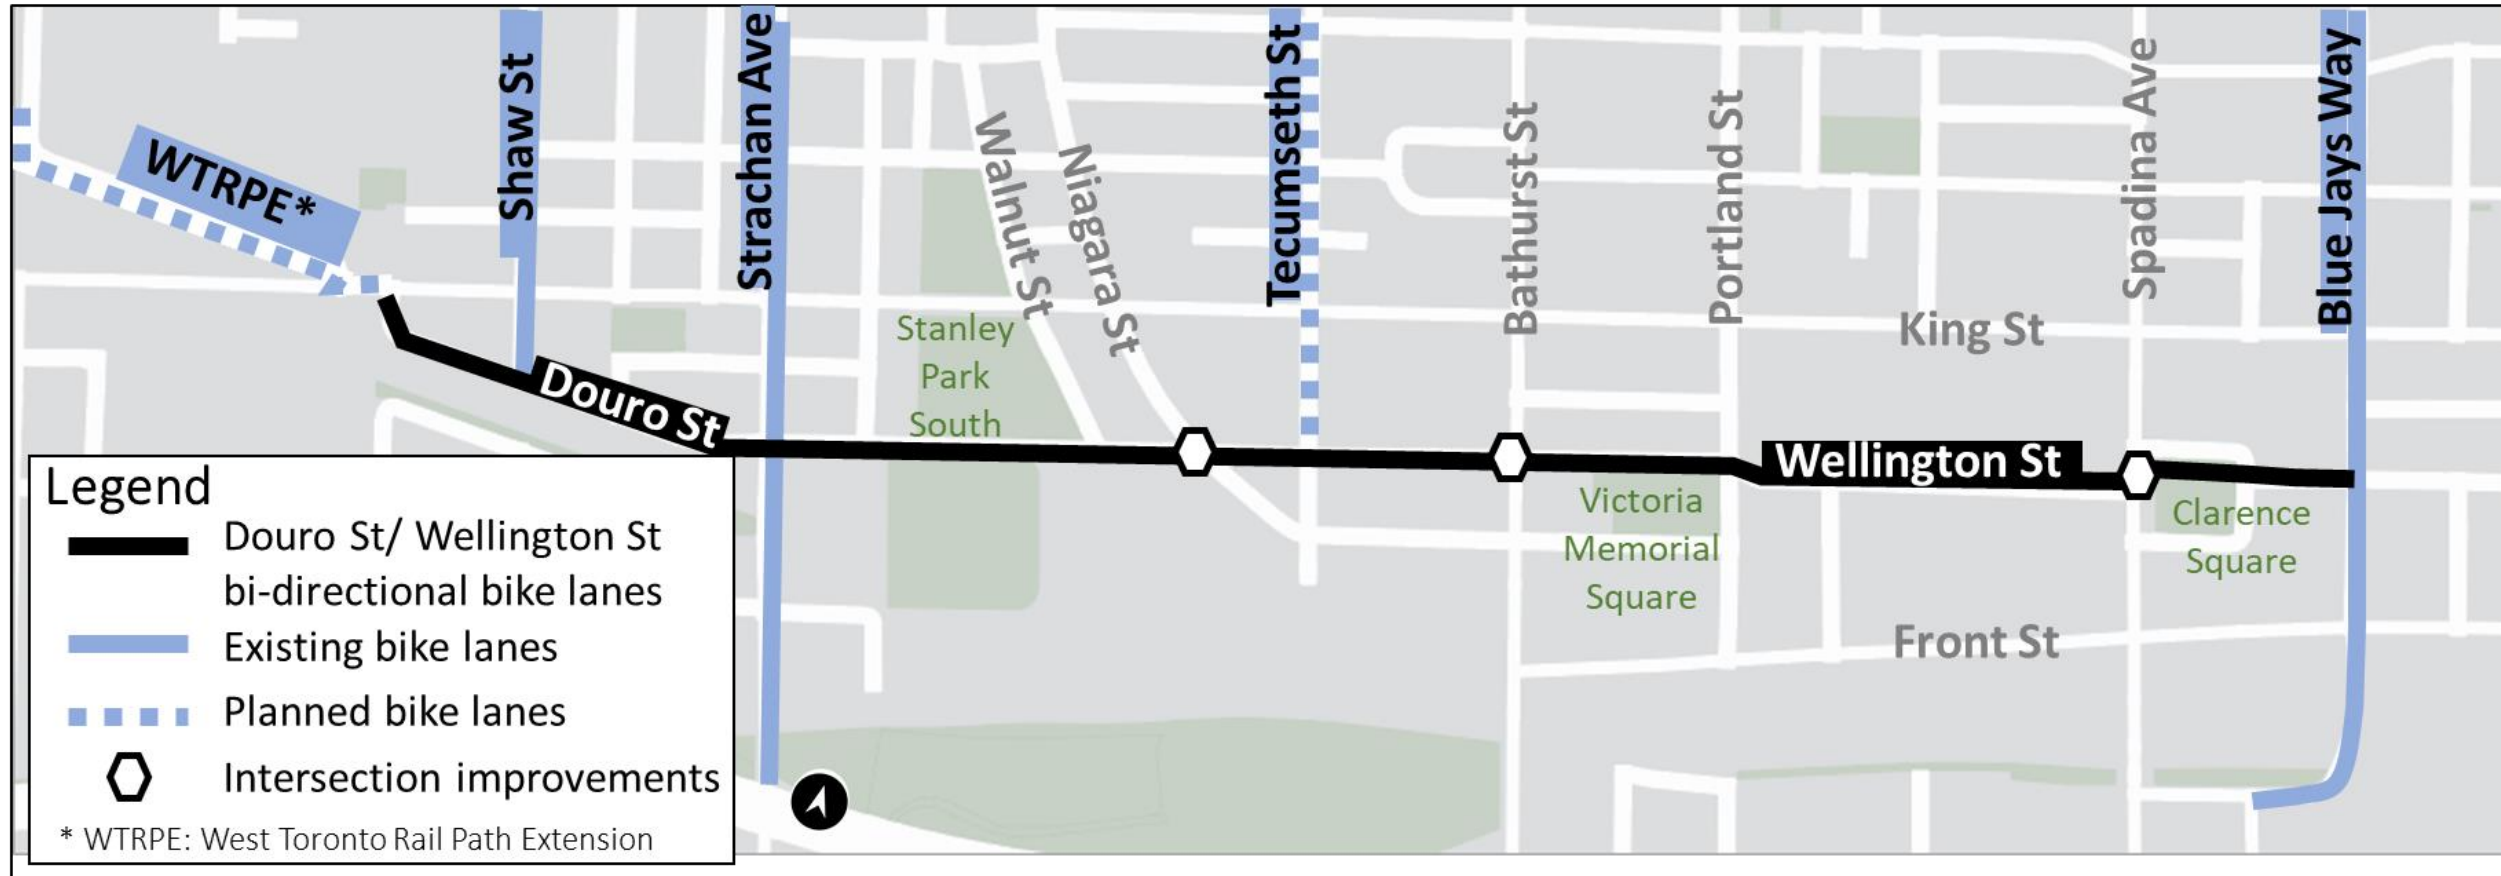 WTRPE*
Shaw St
Strachan Ave
Walnut St
Niagara St
Tecumseth St
Bathurst St
Portland St
Spadina Ave
Blue Jays Way
King St
Stanley
Park
South
Douro St
Wellington St
Victoria
Memorial
Square
Clarence
Square
Front St
Legend
Douro St/ Wellington St
bi-directional bike lanes
Existing bike lanes
Planned bike lanes
Intersection improvements
* WTRPE: West Toronto Rail Path Extension